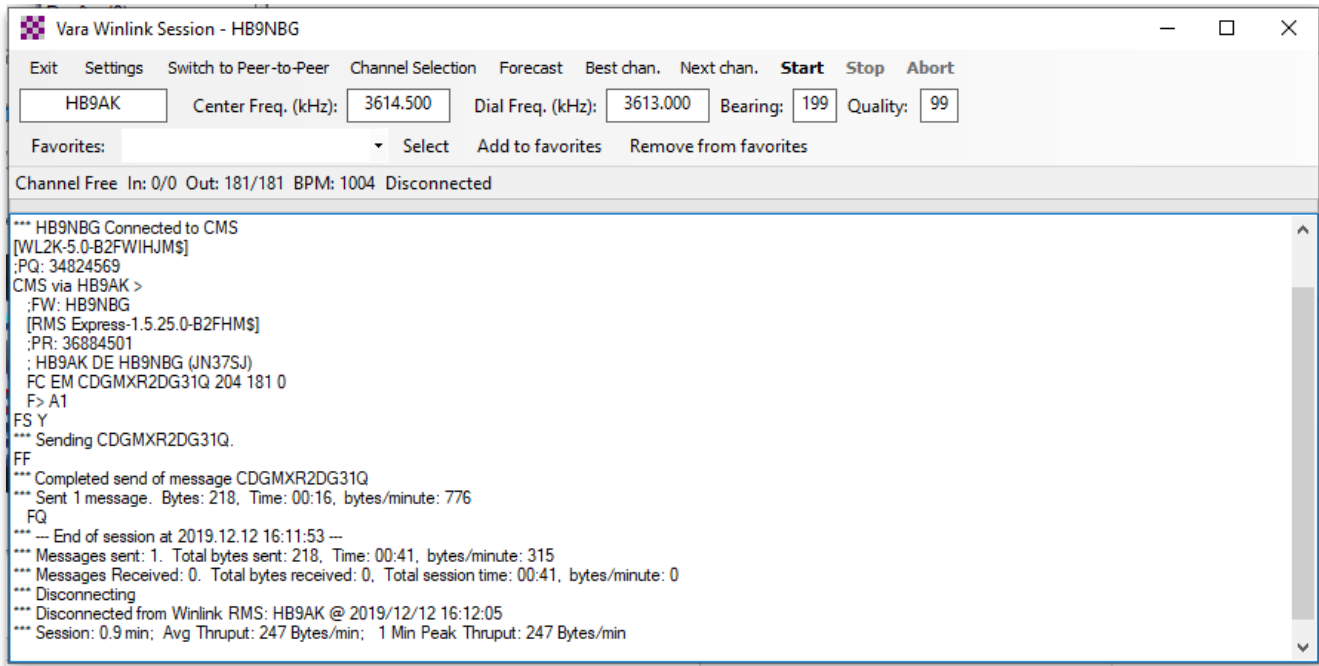 Vara Winlink Session - HB9NBG
Exit Settings Switch to Peer-to-Peer Channel Selection Forecast Best chan. Next chan. Start Stop Abort
HB9AK Center Freq. (kHz): 3614.500 Dial Freq. (kHz): 3613.000 Bearing: 199 Quality: 99
Favorites: Select Add to favorites Remove from favorites
Channel Free In: 0/0 Out: 181/181 BPM: 1004 Disconnected
*** HB9NBG Connected to CMS
[WL2K-5.0-B2FWIHJM$]
;PQ: 34824569
CMS via HB9AK >
;FW: HB9NBG
[RMS Express-1.5.25.0-B2FHM$]
;PR: 36884501
; HB9AK DE HB9NBG (JN37SJ)
FC EM CDGMXR2DG31Q 204 181 0
F> A1
FS Y
*** Sending CDGMXR2DG31Q.
FF
*** Completed send of message CDGMXR2DG31Q
*** Sent 1 message. Bytes: 218, Time: 00:16, bytes/minute: 776
FQ
*** --- End of session at 2019.12.12 16:11:53 ---
*** Messages sent: 1. Total bytes sent: 218, Time: 00:41, bytes/minute: 315
*** Messages Received: 0. Total bytes received: 0, Total session time: 00:41, bytes/minute: 0
*** Disconnecting
*** Disconnected from Winlink RMS: HB9AK @ 2019/12/12 16:12:05
*** Session: 0.9 min; Avg Thruput: 247 Bytes/min; 1 Min Peak Thruput: 247 Bytes/min